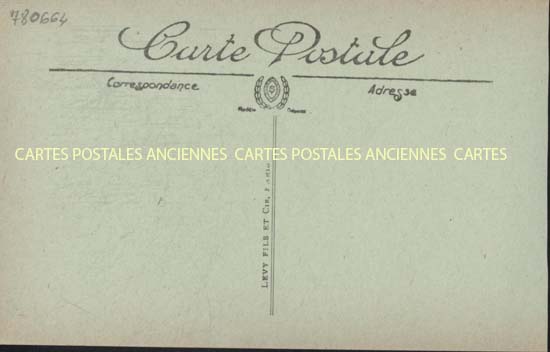 780664
Carte Postale
Correspondance
Adresse
CARTES POSTALES ANCIENNES CARTES POSTALES ANCIENNES CARTES
LEVY FILS ET CIE,